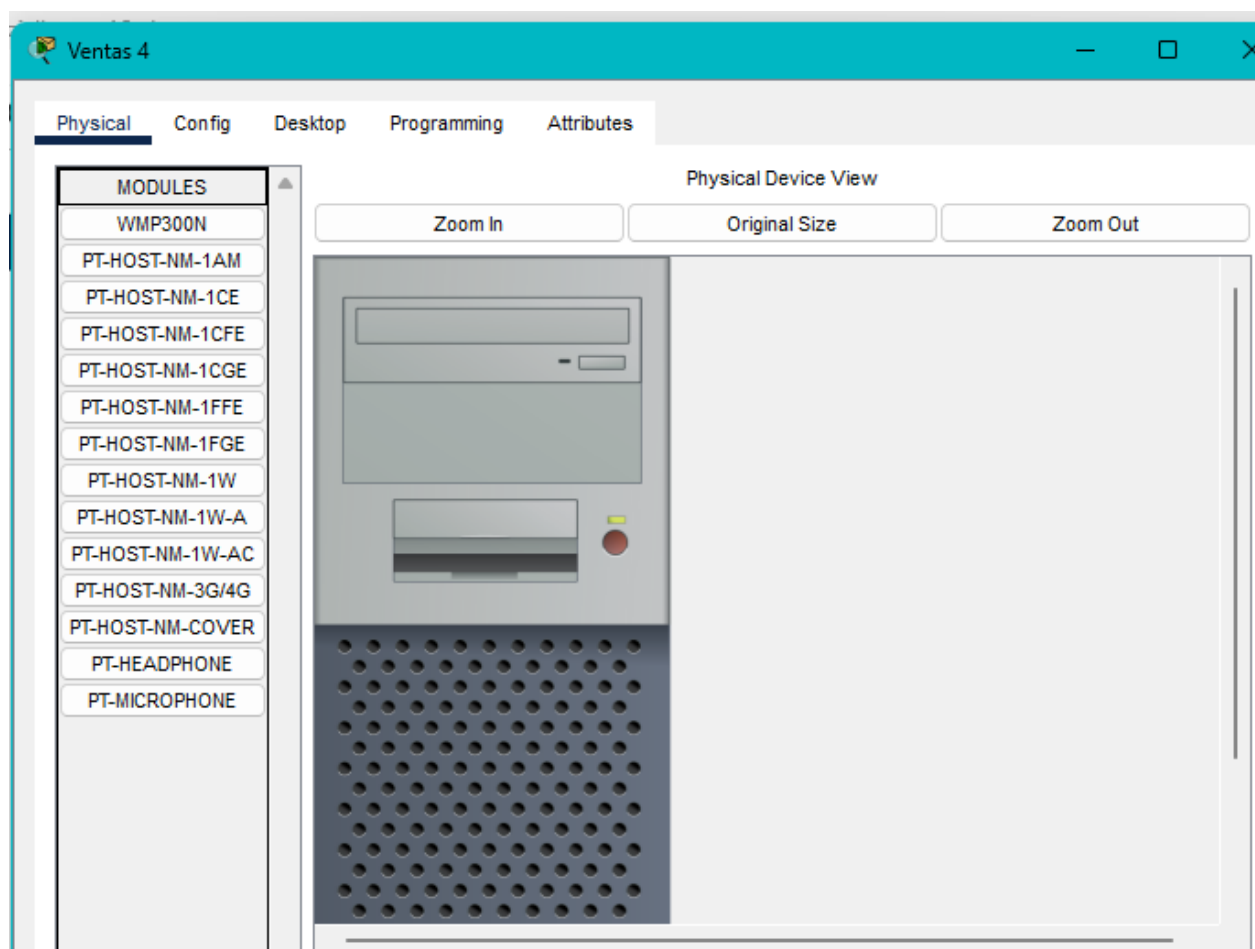 Ventas 4
Physical Config Desktop Programming Attributes
MODULES
WMP300N
PT-HOST-NM-1AM
PT-HOST-NM-1CE
PT-HOST-NM-1CFE
PT-HOST-NM-1CGE
PT-HOST-NM-1FFE
PT-HOST-NM-1FGE
PT-HOST-NM-1W
PT-HOST-NM-1W-A
PT-HOST-NM-1W-AC
PT-HOST-NM-3G/4G
PT-HOST-NM-COVER
PT-HEADPHONE
PT-MICROPHONE
Physical Device View
Zoom In Original Size Zoom Out